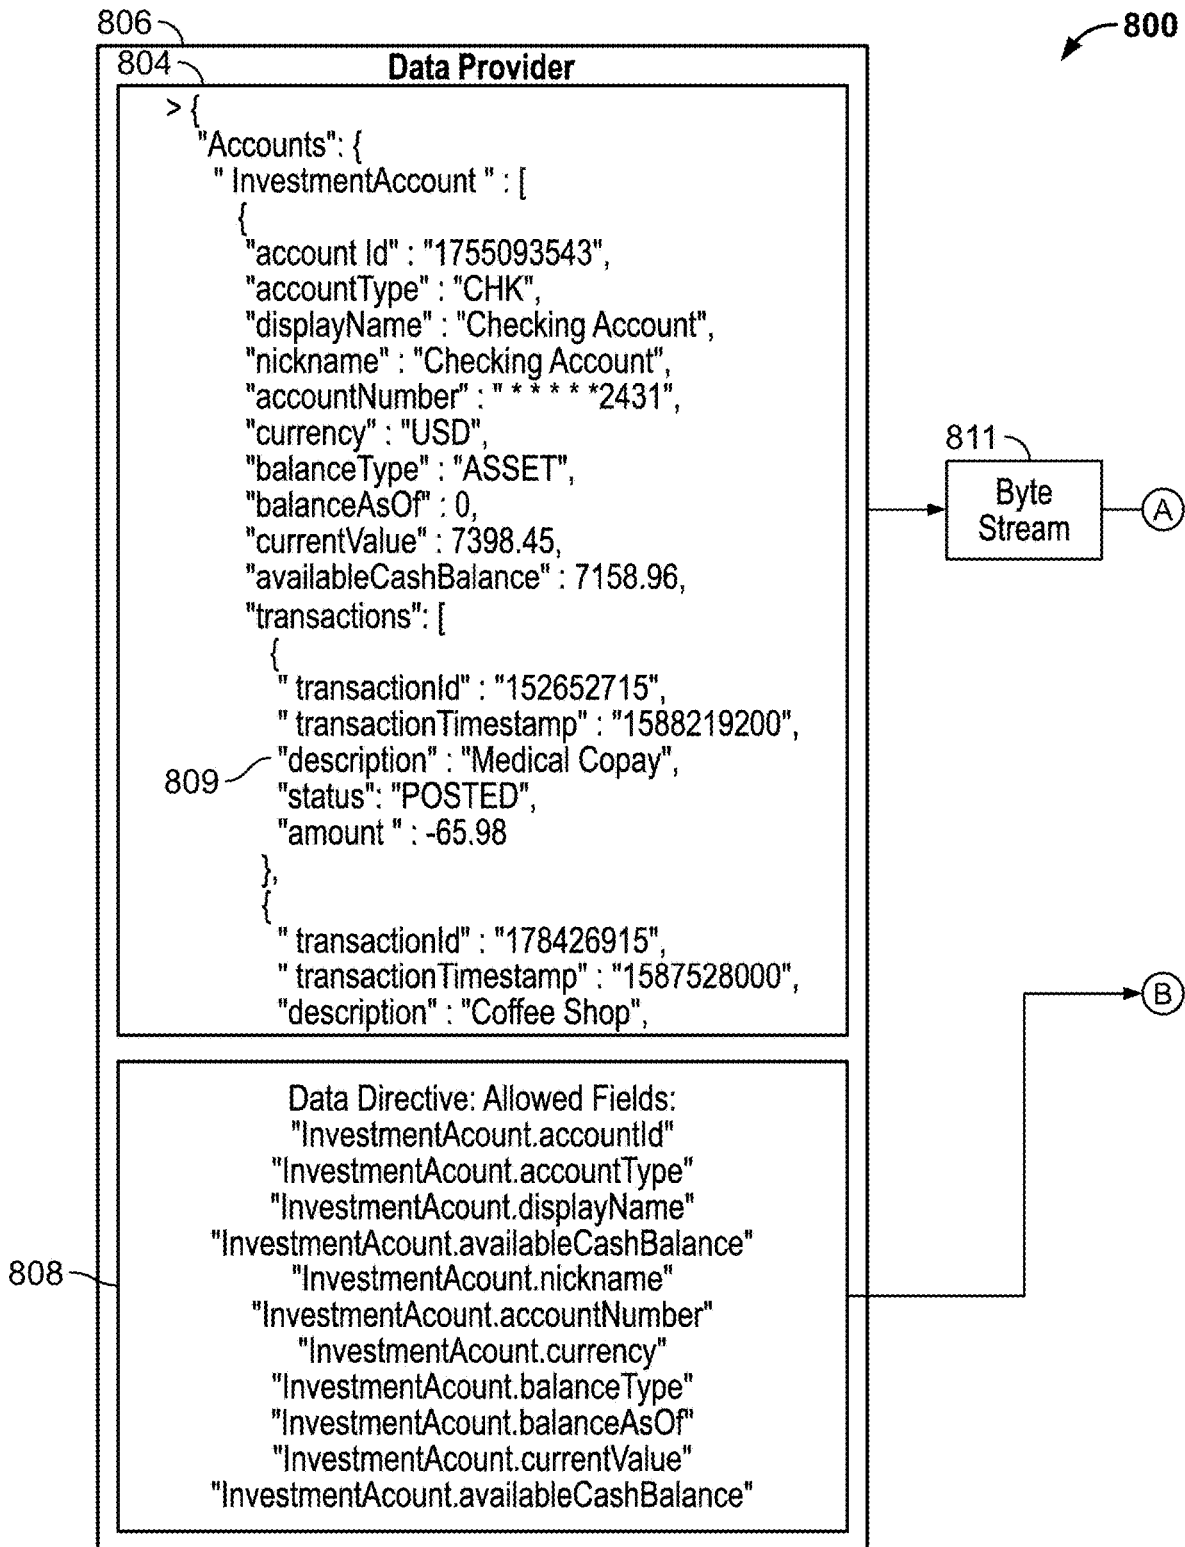 806
800
804
Data Provider
> {
"Accounts": {
" InvestmentAccount " : [
{
"account Id" : "1755093543",
"accountType" : "CHK",
"displayName" : "Checking Account",
"nickname" : "Checking Account",
"accountNumber" : " * * * * *2431",
"currency" : "USD",
"balanceType" : "ASSET",
"balanceAsOf" : 0,
"currentValue" : 7398.45,
"availableCashBalance" : 7158.96,
"transactions": [
{
" transactionId" : "152652715",
" transactionTimestamp" : "1588219200",
"description" : "Medical Copay",
809
"status": "POSTED",
"amount " : -65.98
},
{
" transactionId" : "178426915",
" transactionTimestamp" : "1587528000",
"description" : "Coffee Shop",
811
Byte
Stream
A
B
Data Directive: Allowed Fields:
"InvestmentAcount.accountId"
"InvestmentAcount.accountType"
"InvestmentAcount.displayName"
"InvestmentAcount.availableCashBalance"
808
"InvestmentAcount.nickname"
"InvestmentAcount.accountNumber"
"InvestmentAcount.currency"
"InvestmentAcount.balanceType"
"InvestmentAcount.balanceAsOf"
"InvestmentAcount.currentValue"
"InvestmentAcount.availableCashBalance"